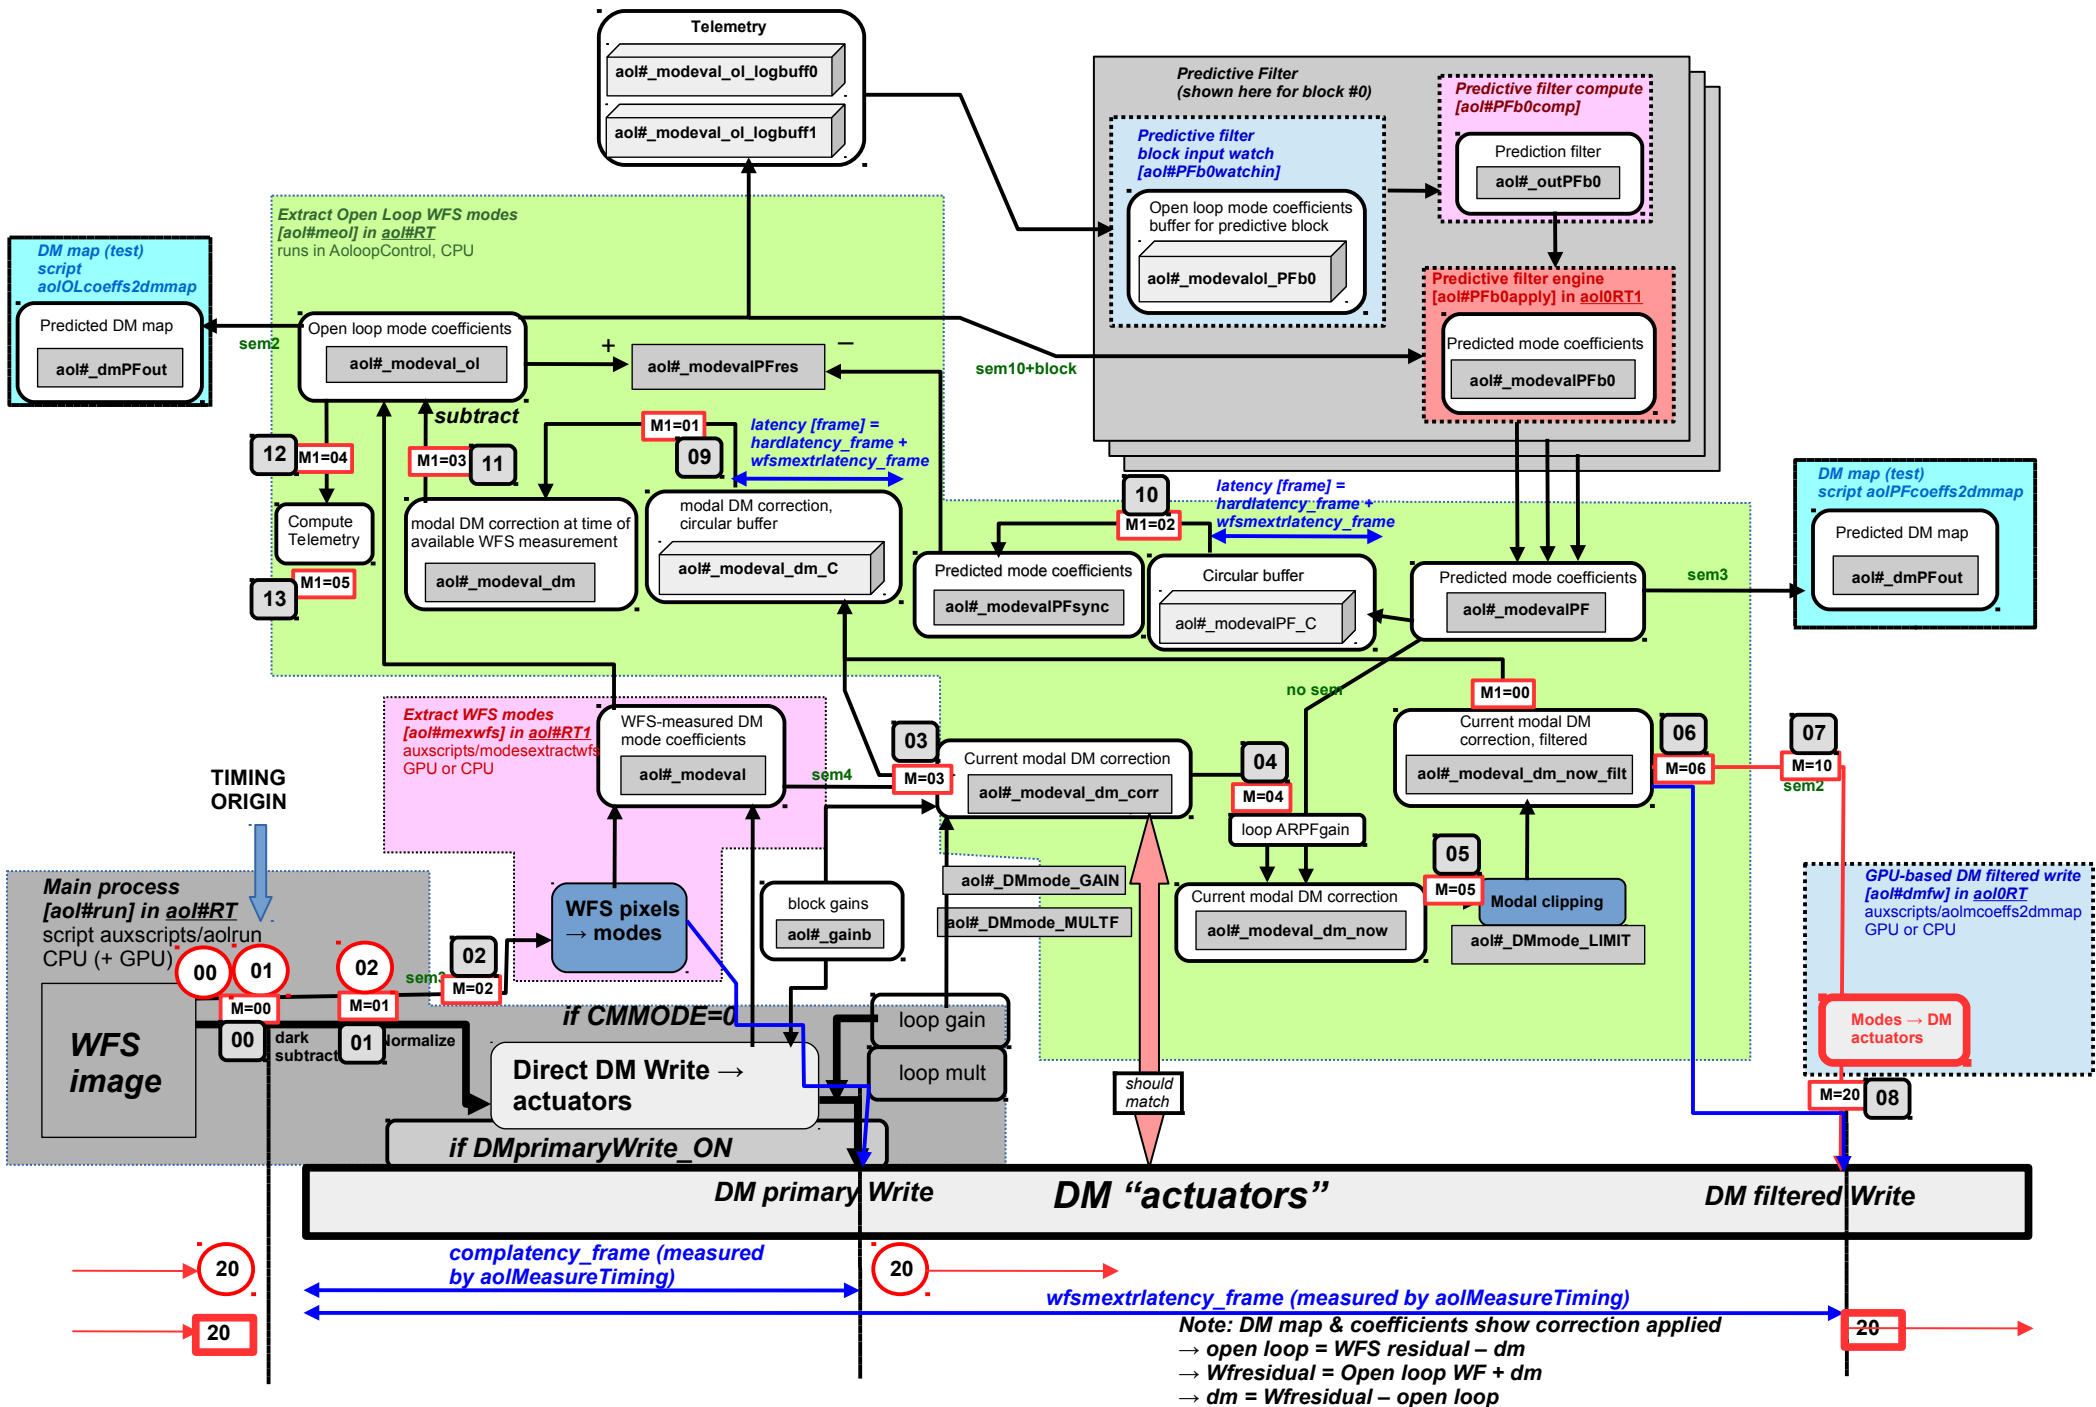 Telemetry
aol#_modeval_ol_logbuff0
aol#_modeval_ol_logbuff1
Predictive Filter
(shown here for block #0)
Predictive filter
block input watch
[aol#PFb0watchin]
Open loop mode coefficients
buffer for predictive block
aol#_modevalol_PFb0
Predictive filter compute
[aol#PFb0comp]
Prediction filter
aol#_outPFb0
Predictive filter engine
[aol#PFb0apply] in aol0RT1
Predicted mode coefficients
aol#_modevalPFb0
Extract Open Loop WFS modes
[aol#meol] in aol#RT
runs in AoloopControl, CPU
DM map (test)
script
aolOLcoeffs2dmmap
Predicted DM map
aol#_dmPFout
sem2
Open loop mode coefficients
aol#_modeval_ol
+
aol#_modevalPFres
–
sem10+block
subtract
12
M1=04
M1=03
11
M1=01
09
latency [frame] =
hardlatency_frame +
wfsmextrlatency_frame
Compute
Telemetry
M1=05
13
modal DM correction at time of
available WFS measurement
aol#_modeval_dm
modal DM correction,
circular buffer
aol#_modeval_dm_C
10
M1=02
latency [frame] =
hardlatency_frame +
wfsmextrlatency_frame
Predicted mode coefficients
aol#_modevalPFsync
Circular buffer
aol#_modevalPF_C
Predicted mode coefficients
aol#_modevalPF
sem3
DM map (test)
script aolPFcoeffs2dmmap
Predicted DM map
aol#_dmPFout
no sem
M1=00
Extract WFS modes
[aol#mexwfs] in aol#RT1
auxscripts/modesextractwfs
GPU or CPU
WFS-measured DM
mode coefficients
aol#_modeval
sem4
03
M=03
Current modal DM correction
aol#_modeval_dm_corr
04
M=04
loop ARPFgain
Current modal DM
correction, filtered
aol#_modeval_dm_now_filt
06
M=06
07
M=10
sem2
TIMING
ORIGIN
Main process
[aol#run] in aol#RT
script auxscripts/aolrun
CPU (+ GPU)
00
01
02
M=00
M=01
sem3
02
M=02
WFS pixels
→ modes
block gains
aol#_gainb
aol#_DMmode_GAIN
aol#_DMmode_MULTF
Current modal DM correction
aol#_modeval_dm_now
05
M=05
Modal clipping
aol#_DMmode_LIMIT
GPU-based DM filtered write
[aol#dmfw] in aol0RT
auxscripts/aolmcoeffs2dmmap
GPU or CPU
Modes → DM
actuators
M=20
08
WFS
image
00
dark
subtract
01
Normalize
if CMMODE=0
loop gain
loop mult
Direct DM Write →
actuators
if DMprimaryWrite_ON
should
match
DM primary Write
DM “actuators”
DM filtered Write
20
complatency_frame (measured
by aolMeasureTiming)
20
wfsmextrlatency_frame (measured by aolMeasureTiming)
20
20
Note: DM map & coefficients show correction applied
→ open loop = WFS residual – dm
→ Wfresidual = Open loop WF + dm
→ dm = Wfresidual – open loop